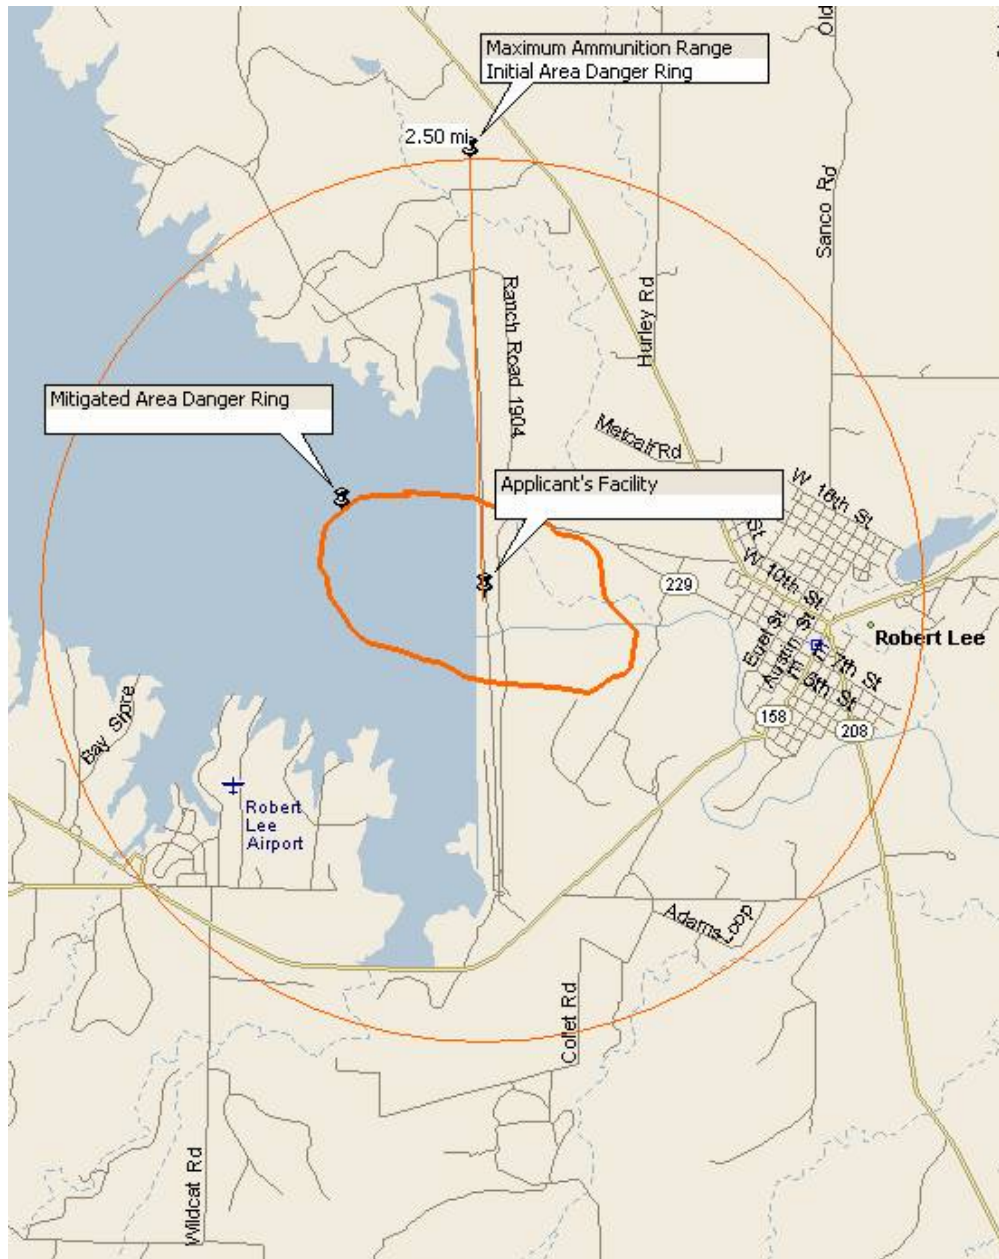 Maximum Ammunition Range
Initial Area Danger Ring
Old
2.50 mi
Sanco Rd
Hurley Rd
Ranch Road 1904
Mitigated Area Danger Ring
Metcalf Rd
Applicant's Facility
W 18th St
St
W 10th St
229
Robert Lee
Austin St
E 7th St
E 5th St
158
208
Bay Shore
Robert
Lee
Airport
Adams Loop
Collet Rd
Wildcat Rd